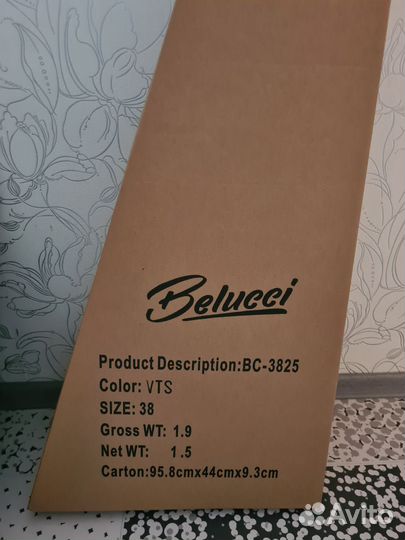 Belucci
Product Description:BC-3825
Color: VTS
SIZE: 38
Gross WT: 1.9
Net WT: 1.5
Carton:95.8cmx44cmx9.3cm
Avito